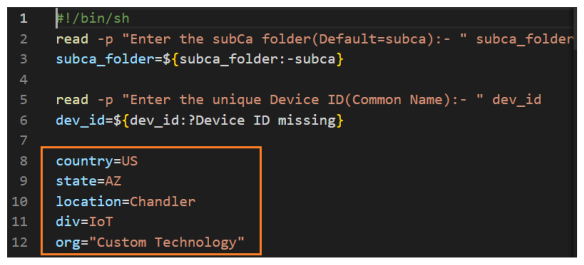 1 #!/bin/sh
2 read -p "Enter the subCa folder(Default=subca):- " subca_folder
3 subca_folder=${subca_folder:-subca}
4
5 read -p "Enter the unique Device ID(Common Name):- " dev_id
6 dev_id=${dev_id:?Device ID missing}
7
8 country=US
9 state=AZ
10 location=Chandler
11 div=IoT
12 org="Custom Technology"